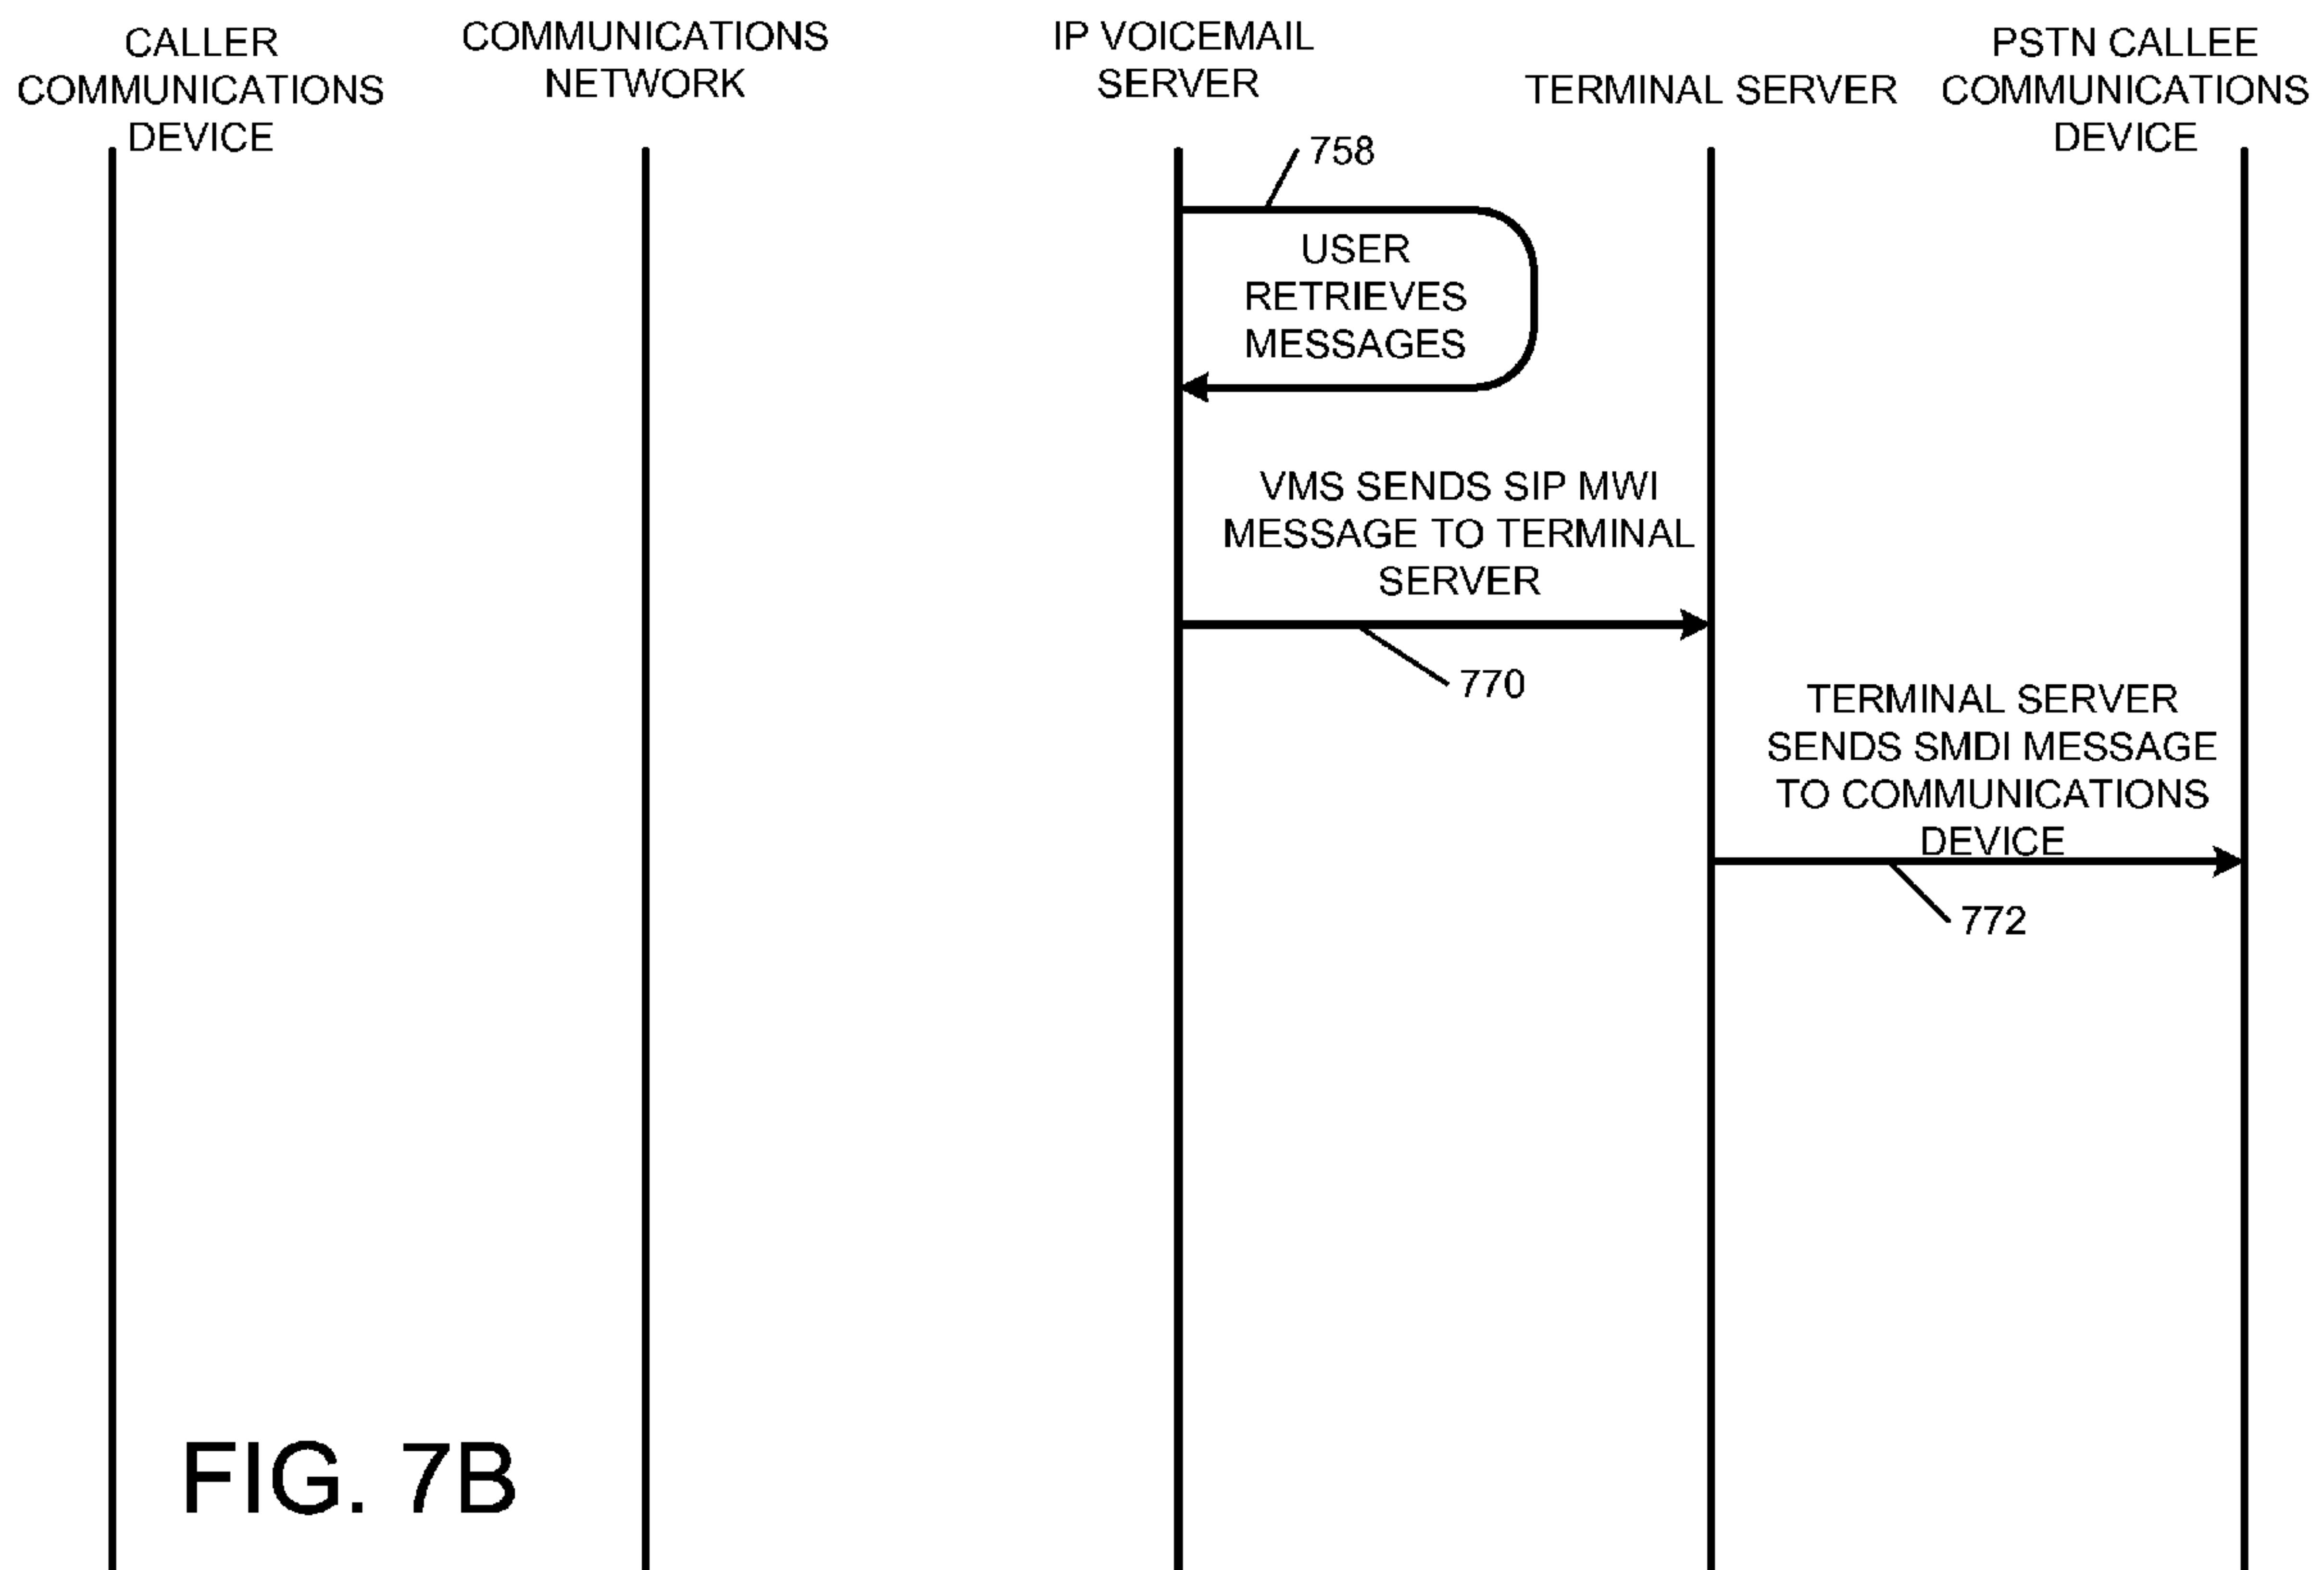 CALLER
COMMUNICATIONS
DEVICE
COMMUNICATIONS
NETWORK
IP VOICEMAIL
SERVER
TERMINAL SERVER
PSTN CALLEE
COMMUNICATIONS
DEVICE
758
USER
RETRIEVES
MESSAGES
VMS SENDS SIP MWI
MESSAGE TO TERMINAL
SERVER
770
TERMINAL SERVER
SENDS SMDI MESSAGE
TO COMMUNICATIONS
DEVICE
772
FIG. 7B